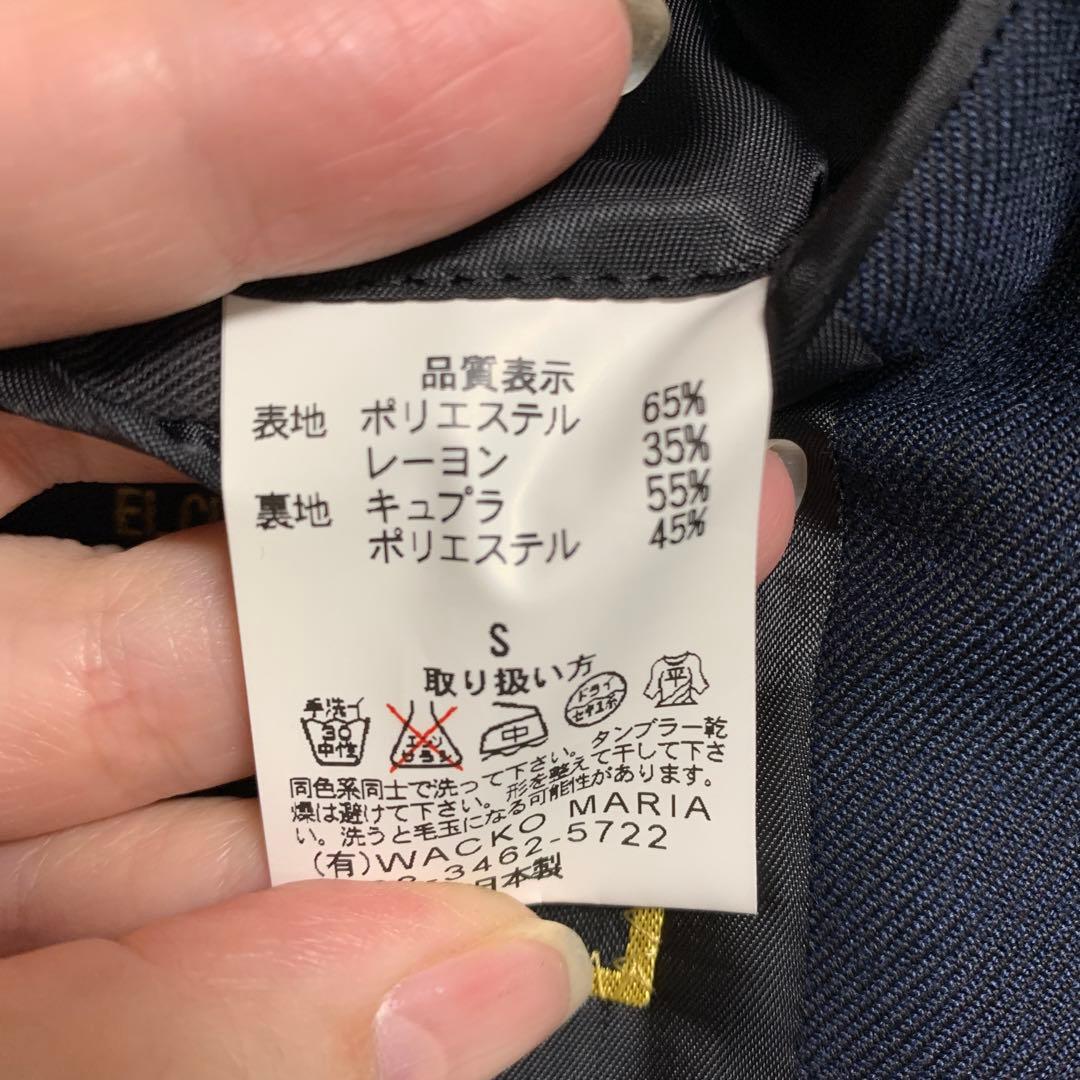 品質表示
表地 ポリエステル 65%
レーヨン 35%
裏地 キュプラ 55%
ポリエステル 45%
S
取り扱い方
手洗イ 30 中性
エンソ サラシ
中
ドライ セキユ系
平
同色系同士で洗って下さい。タンブラー乾
燥は避けて下さい。形を整えて干して下さ
い。洗うと毛玉になる可能性があります。
(有)WACKO MARIA
3462-5722
日本製